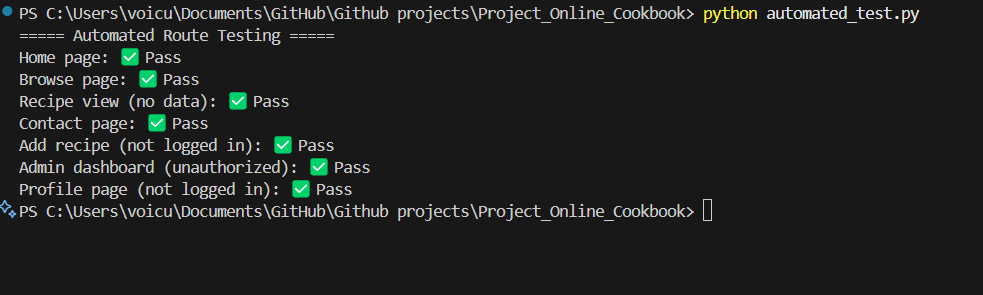 PS C:\Users\voicu\Documents\GitHub\Github projects\Project_Online_Cookbook> python automated_test.py
===== Automated Route Testing =====
Home page: ✅ Pass
Browse page: ✅ Pass
Recipe view (no data): ✅ Pass
Contact page: ✅ Pass
Add recipe (not logged in): ✅ Pass
Admin dashboard (unauthorized): ✅ Pass
Profile page (not logged in): ✅ Pass
PS C:\Users\voicu\Documents\GitHub\Github projects\Project_Online_Cookbook>